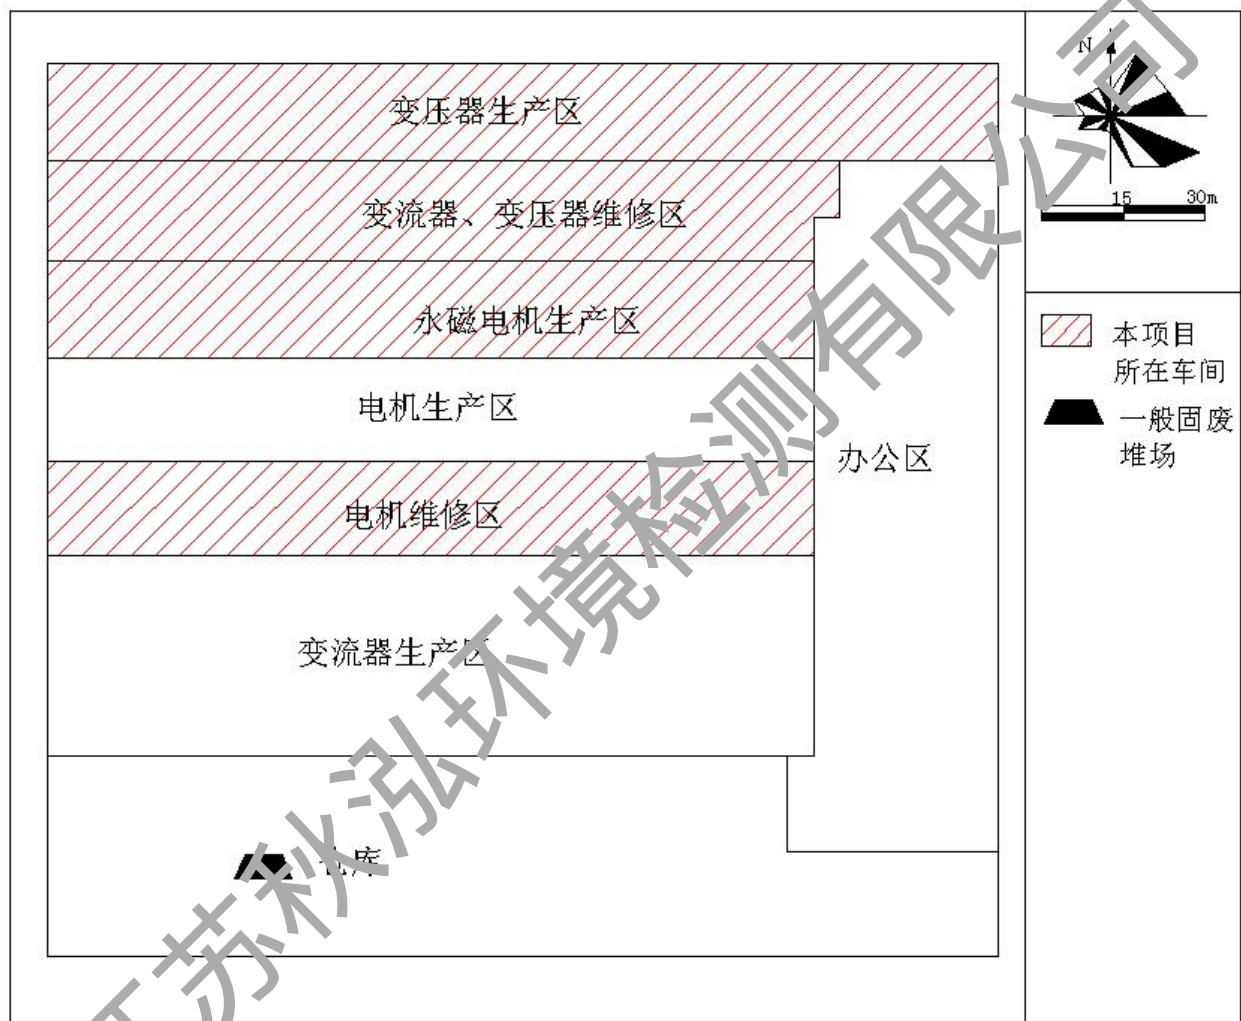 变压器生产区
变流器、变压器维修区
永磁电机生产区
电机生产区
电机维修区
变流器生产区
办公区
仓库
N
15
30m
本项目
所在车间
一般固废
堆场
江苏秋泓环境检测有限公司